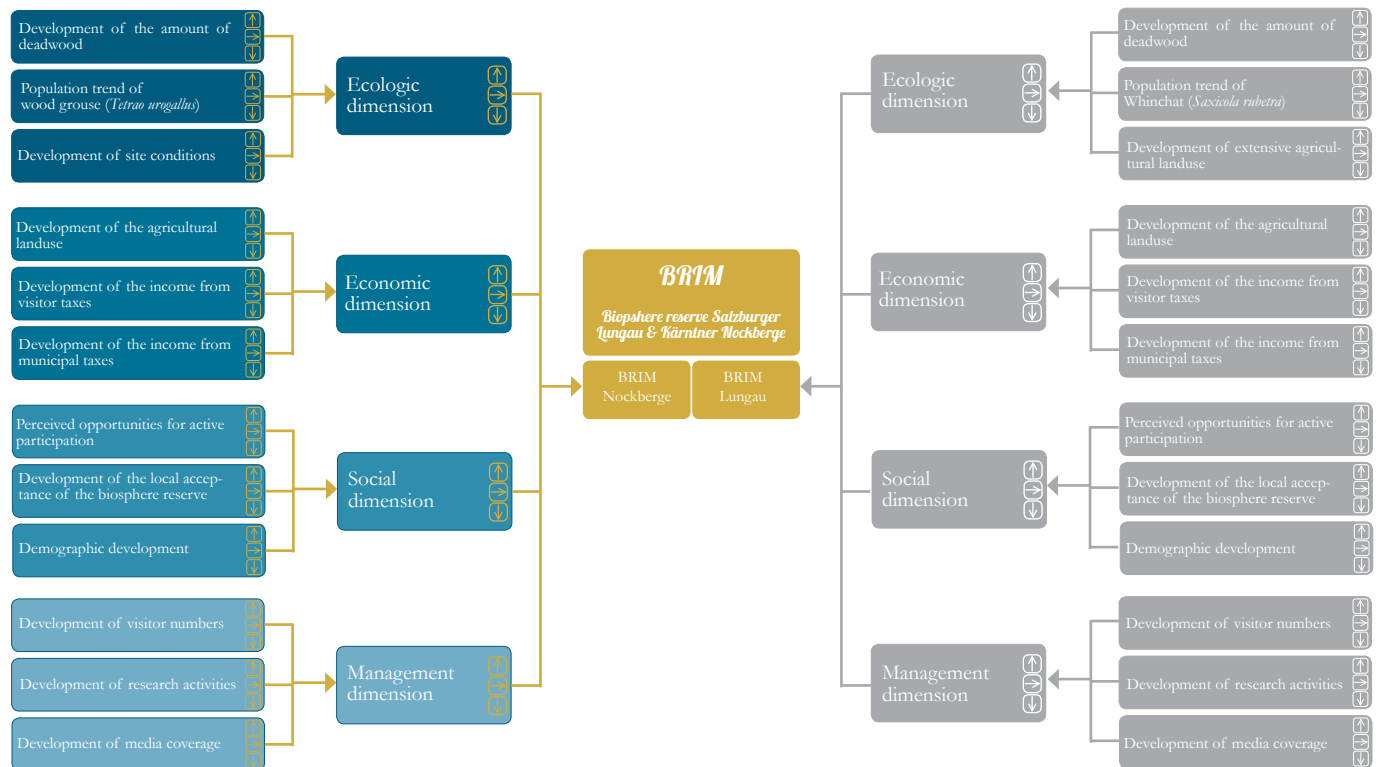 Development of the amount of
deadwood
Population trend of
wood grouse (Tetrao urogallus)
Development of site conditions
Ecologic
dimension
Development of the agricultural
landuse
Development of the income from
visitor taxes
Development of the income from
municipal taxes
Economic
dimension
Perceived opportunities for active
participation
Development of the local accep-
tance of the biosphere reserve
Demographic development
Social
dimension
Development of visitor numbers
Development of research activities
Development of media coverage
Management
dimension
BRIM
Biopshere reserve Salzburger
Lungau & Kärntner Nockberge
BRIM
Nockberge
BRIM
Lungau
Ecologic
dimension
Development of the amount of
deadwood
Population trend of
Whinchat (Saxicola rubetra)
Development of extensive agricul-
tural landuse
Economic
dimension
Development of the agricultural
landuse
Development of the income from
visitor taxes
Development of the income from
municipal taxes
Social
dimension
Perceived opportunities for active
participation
Development of the local accep-
tance of the biosphere reserve
Demographic development
Management
dimension
Development of visitor numbers
Development of research activities
Development of media coverage